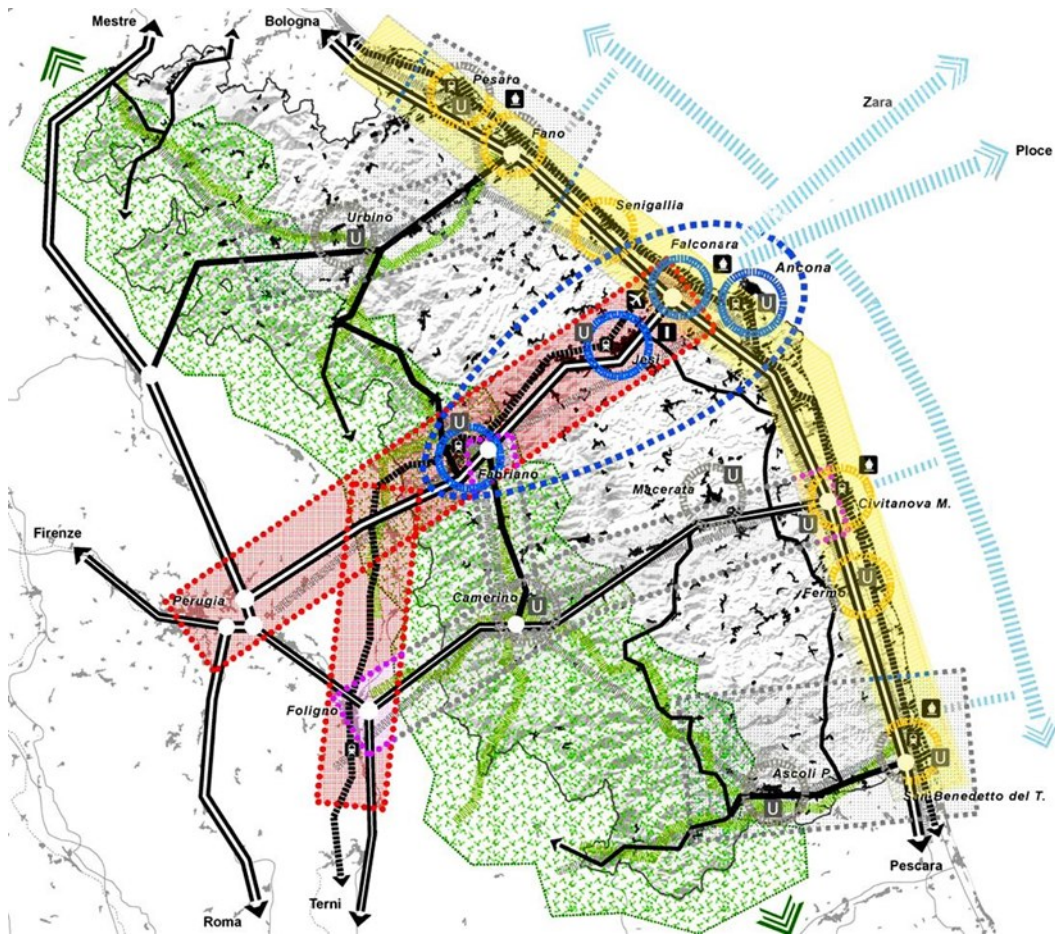 Mestre
Bologna
Pesaro
U
Zara
Fano
Ploce
Urbino
U
Senigallia
Falconara
Ancona
U
U
Jesi
U
Fabriano
Macerata
U
Civitanova M.
U
Firenze
Perugia
Camerino
U
Fermo
U
Foligno
Ascoli P.
U
U
San Benedetto del T.
Pescara
Roma
Terni